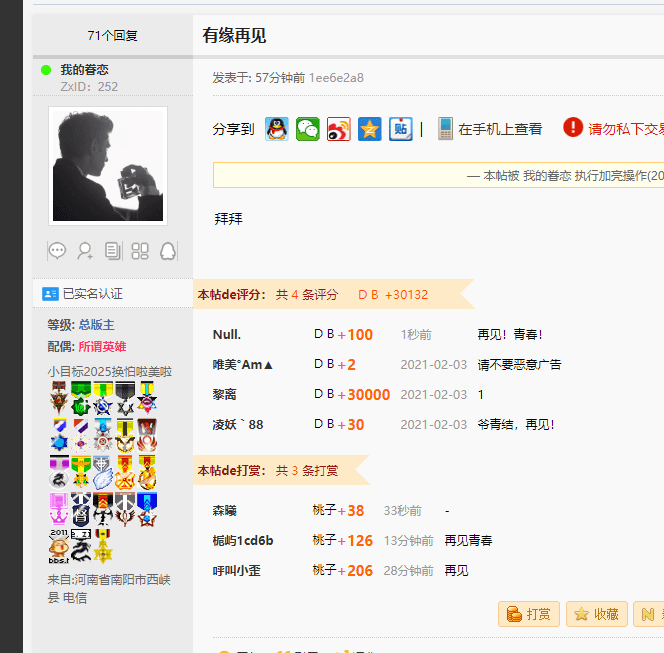 71个回复
有缘再见
我的眷恋
ZxID：252
发表于: 57分钟前 1ee6e2a8
分享到 | 在手机上查看 请勿私下交易
— 本帖被 我的眷恋 执行加亮操作(20
拜拜
已实名认证
等级: 总版主
配偶: 所谓英雄
小目标2025换怕啦美啦
2011
bbs.t
来自:河南省南阳市西峡
县 电信
本帖de评分： 共 4 条评分 D B +30132
Null. D B +100 1秒前 再见！青春！
唯美°Am▲ D B +2 2021-02-03 请不要恶意广告
黎离 D B +30000 2021-02-03 1
凌妖｀88 D B +30 2021-02-03 爷青结，再见！
本帖de打赏： 共 3 条打赏
森曦 桃子+38 33秒前 -
栀屿1cd6b 桃子+126 13分钟前 再见青春
呼叫小歪 桃子+206 28分钟前 再见
打赏 收藏